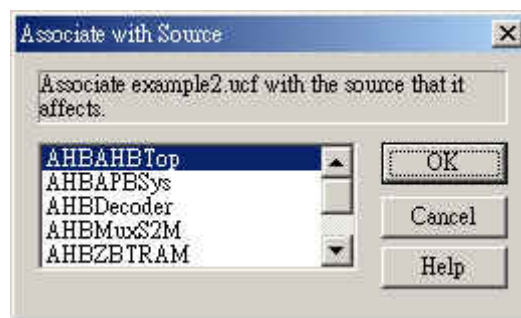 Associate with Source
Associate example2.ucf with the source that it
affects.
AHBAHBTop
AHBAPBSys
AHBDecoder
AHBMuxS2M
AHBZBTRAM
OK
Cancel
Help